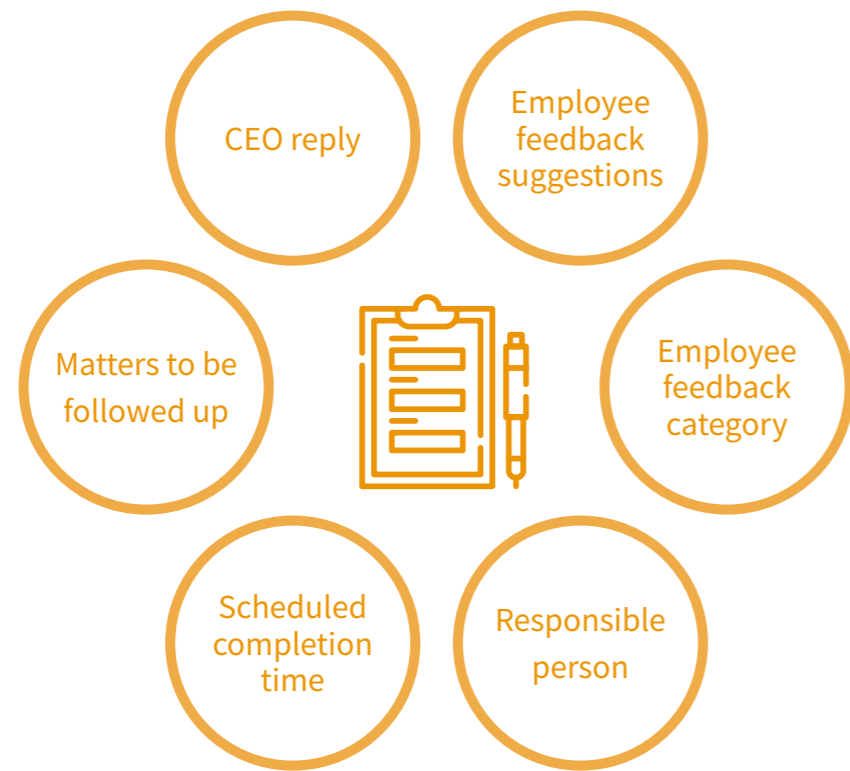 CEO reply
Employee
feedback
suggestions
Matters to be
followed up
Employee
feedback
category
Scheduled
completion
time
Responsible
person